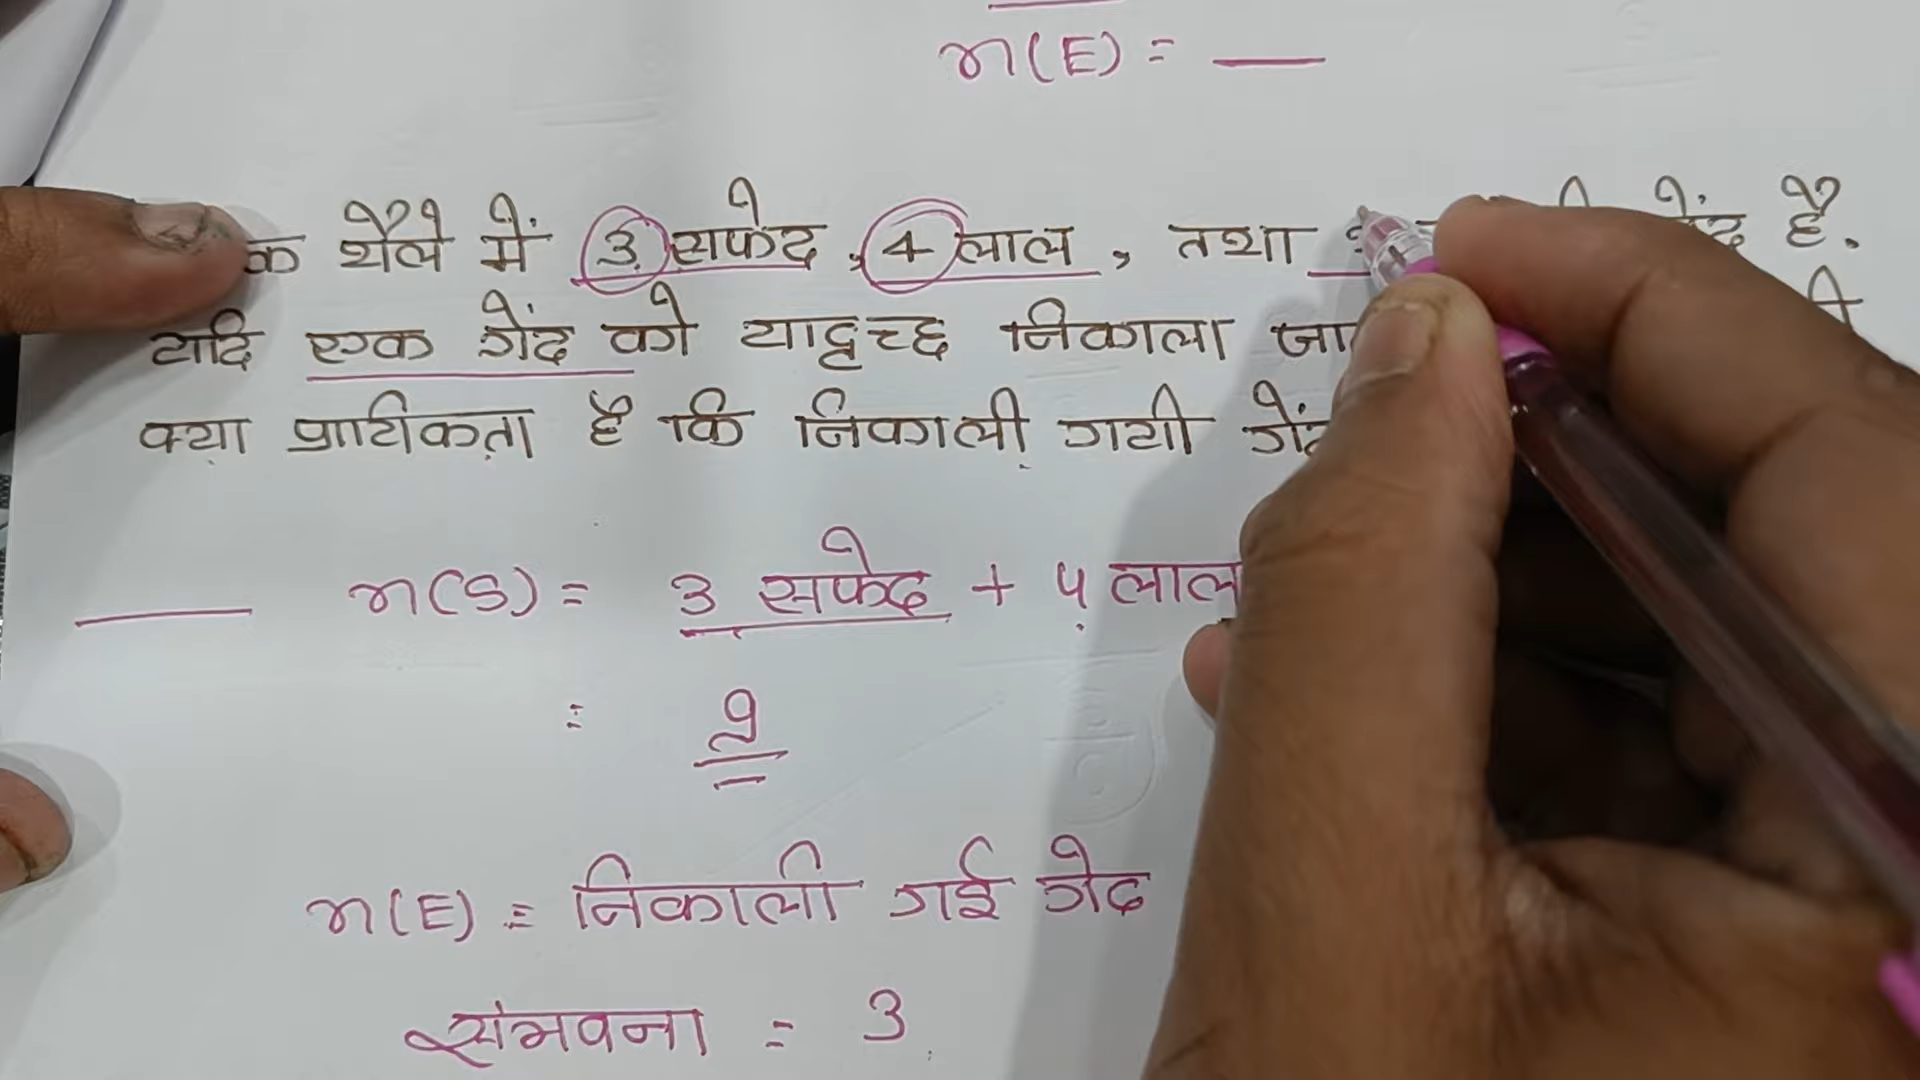 n(E) = —
क थैले में 3 सफेद, 4 लाल, तथा है.
यदि एक गेंद को यादृच्छ निकाला
क्या प्रायिकता है कि निकाली गयी
n(S) = 3 सफेद + 4 लाल
= 9
n(E) = निकाली गई गेद
संभवना = 3